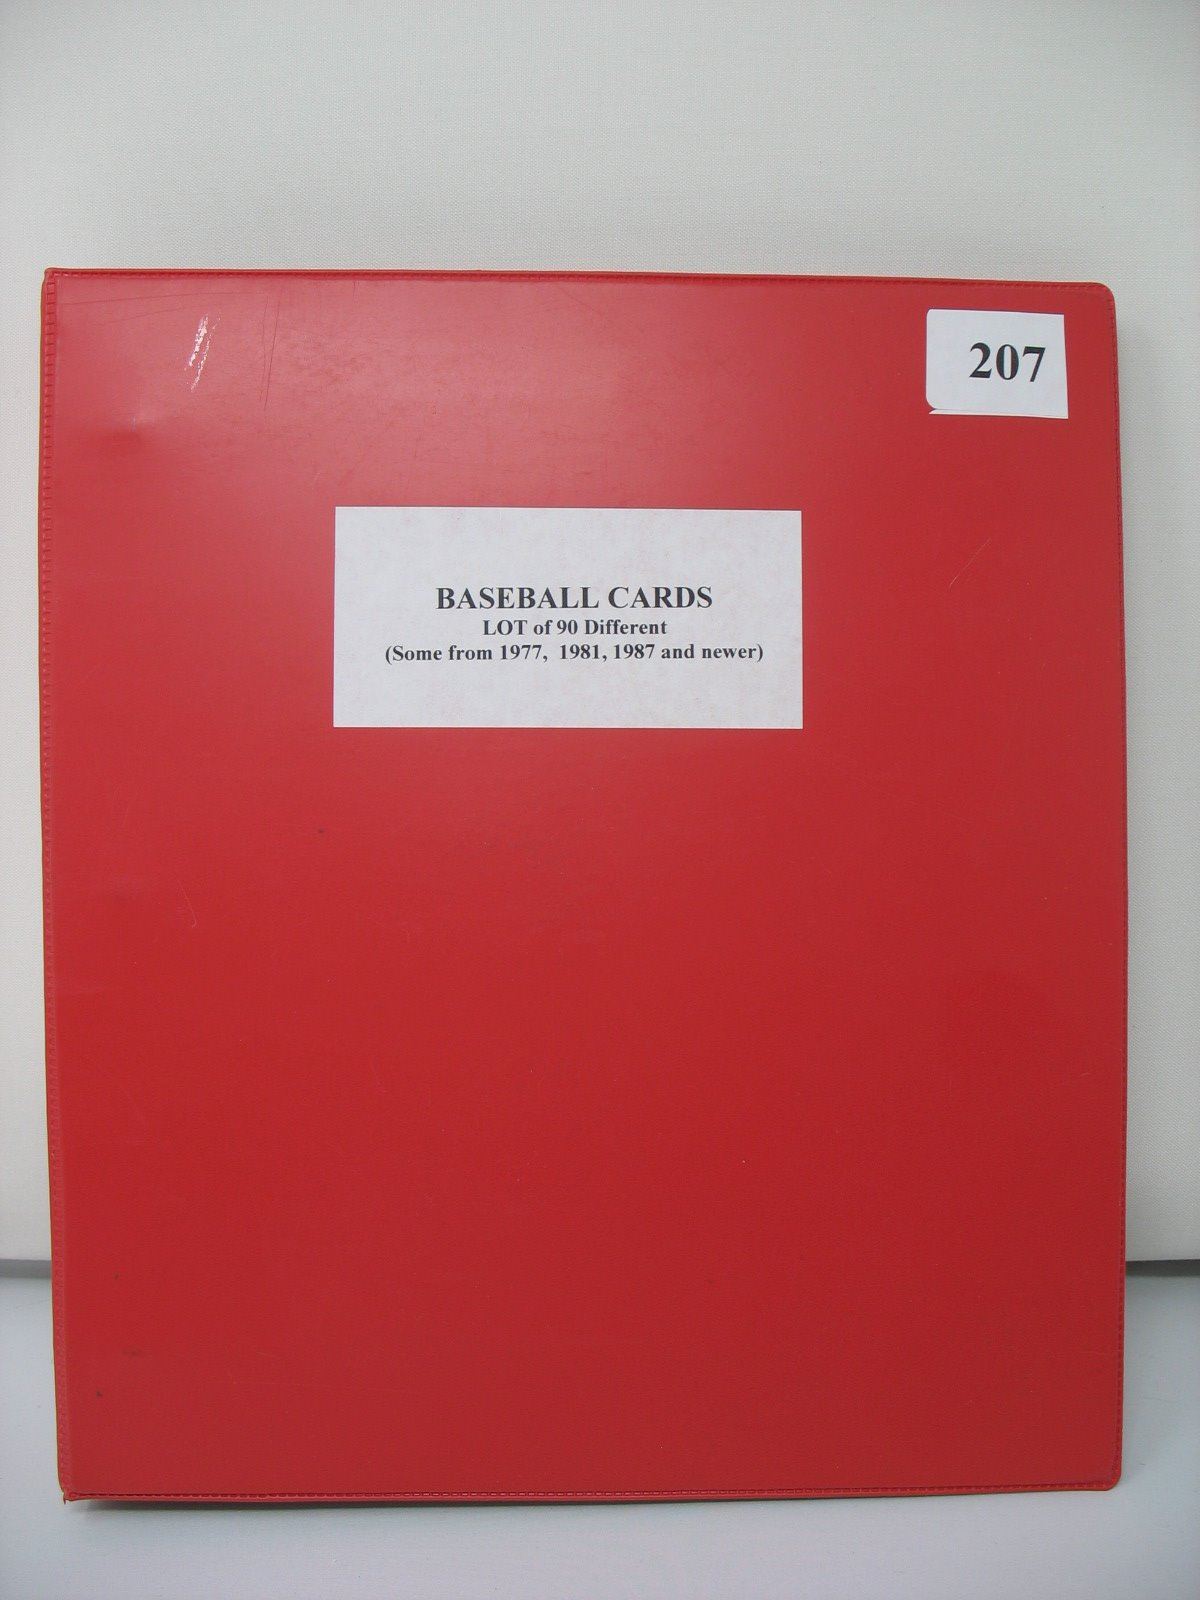 207
BASEBALL CARDS
LOT of 90 Different
(Some from 1977,  1981, 1987 and newer)